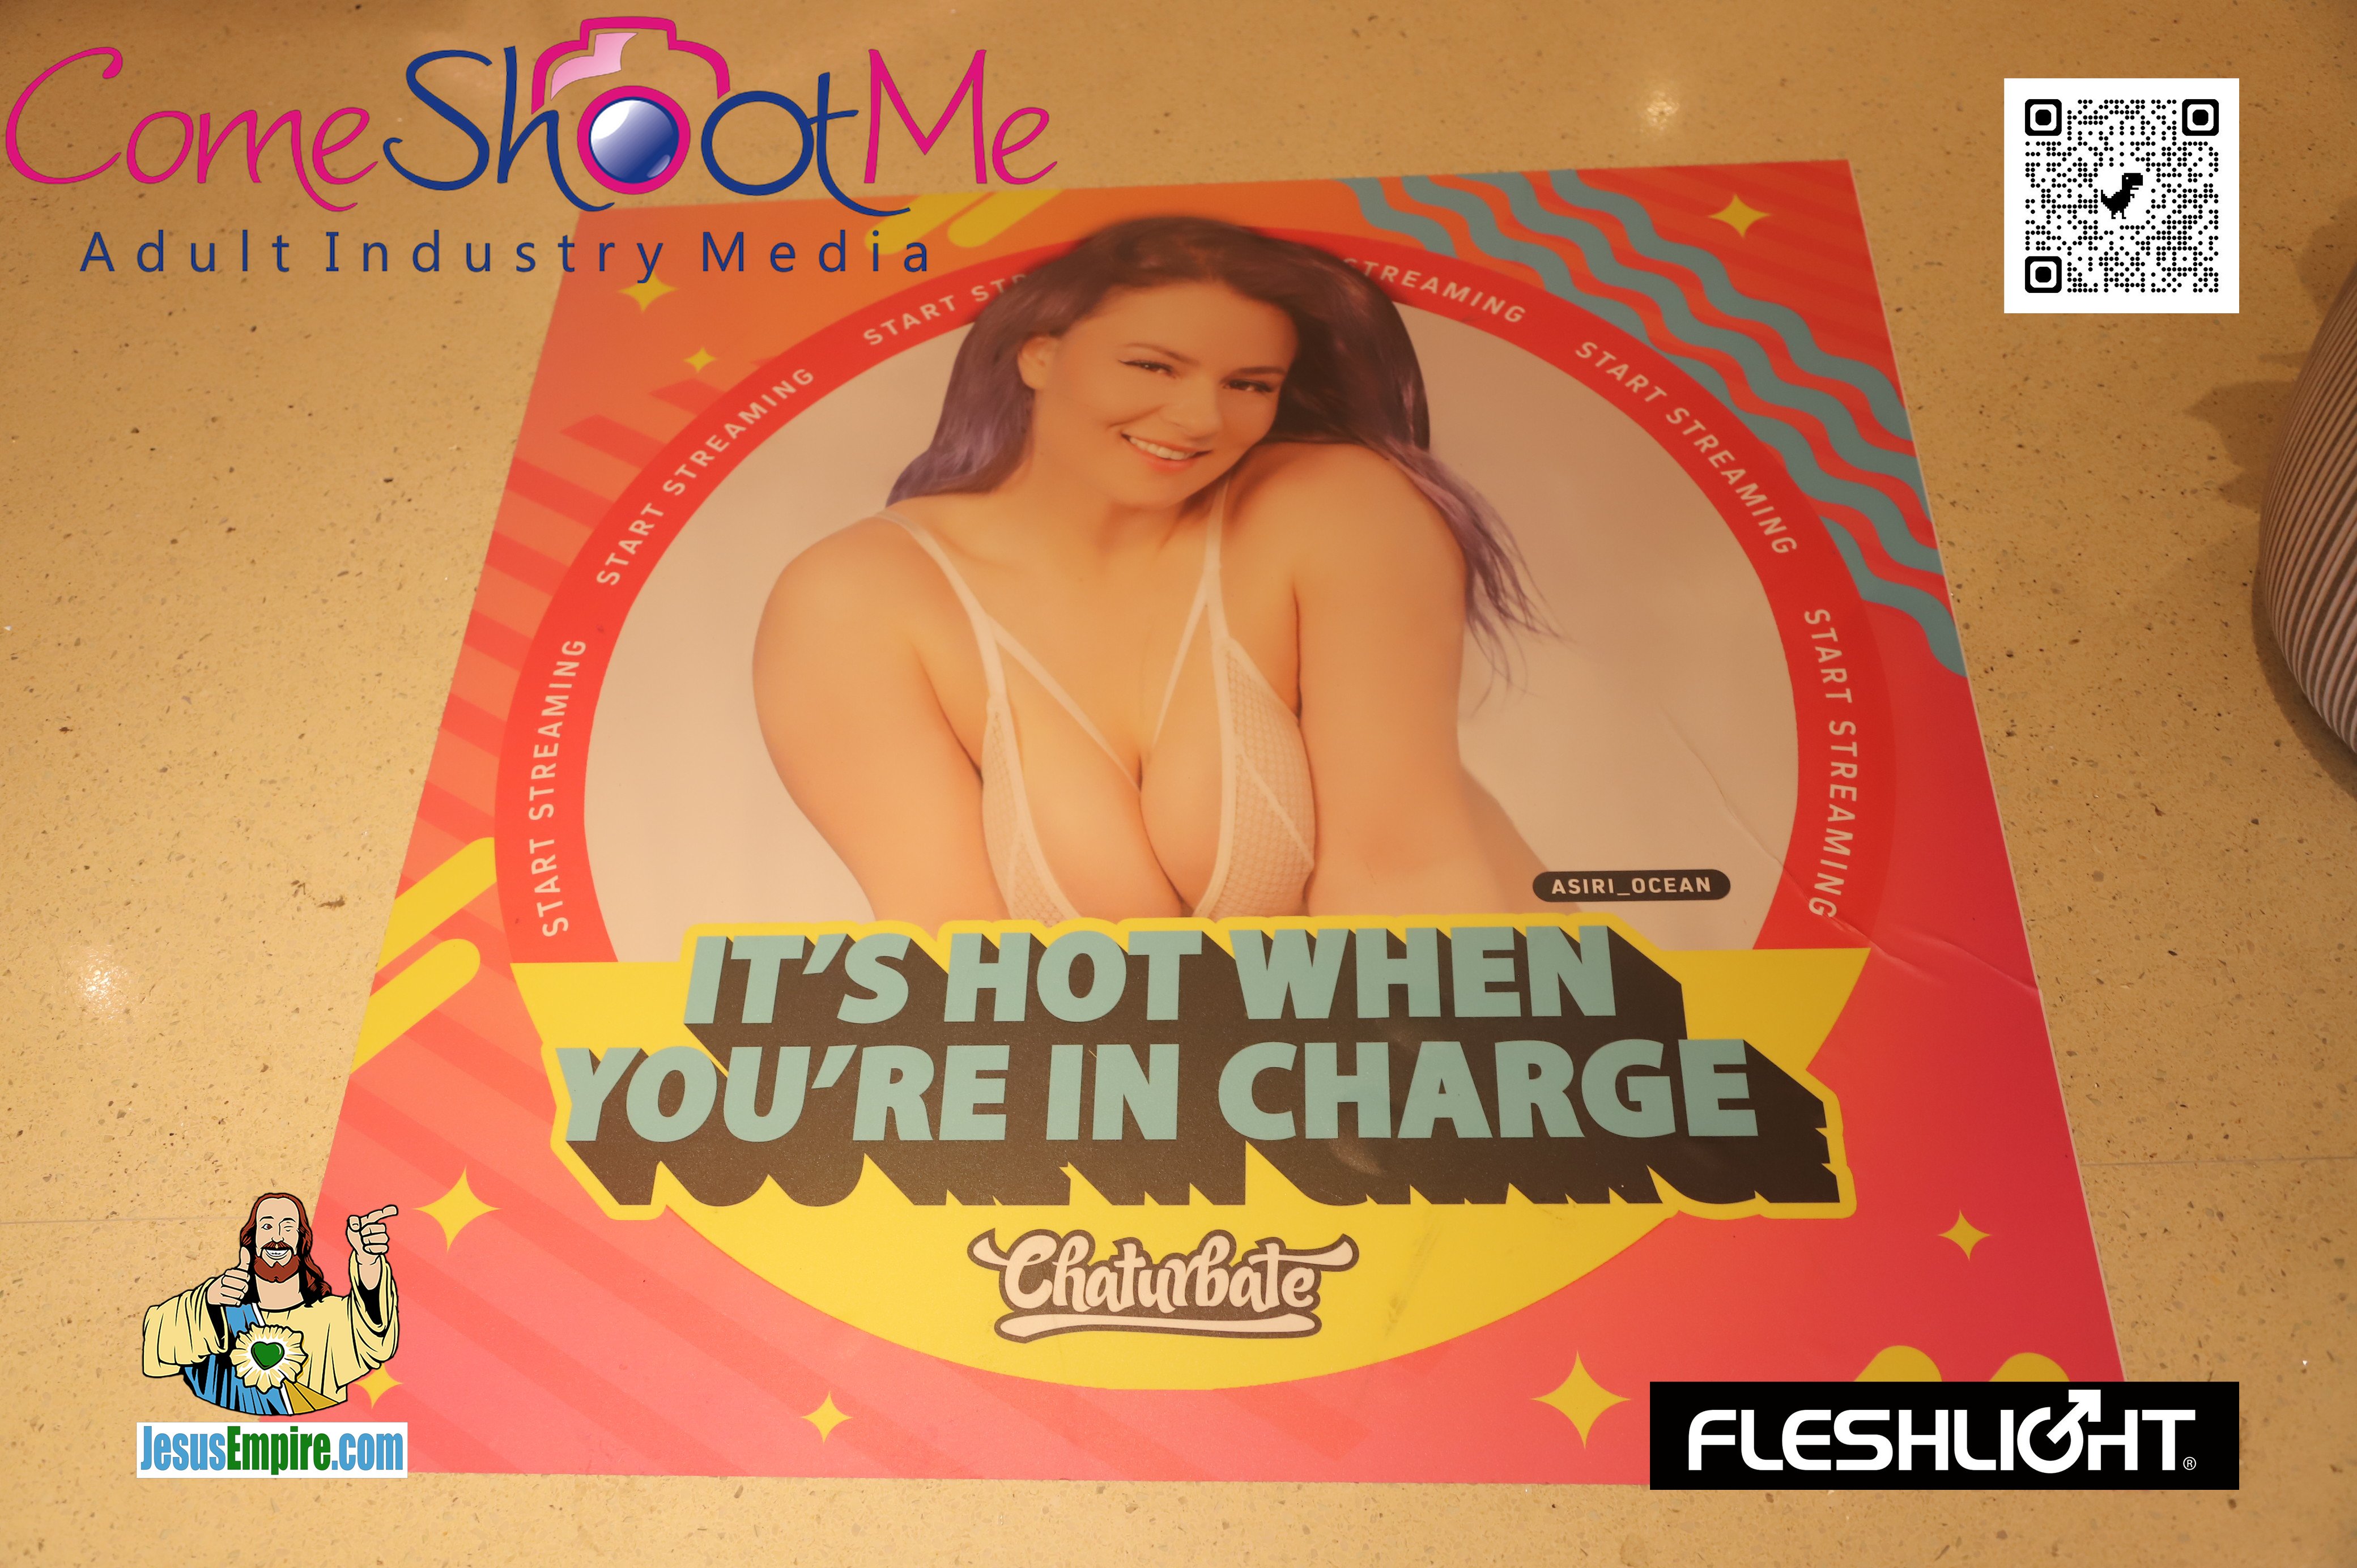 ComeShootMe
Adult Industry Media
START STREAMING
START STREAMING
START STR
STREAMING
START STREAMING
START STREAMING
ASIRI_OCEAN
IT'S HOT WHEN
YOU'RE IN CHARGE
Chaturbate
JesusEmpire.com
FLESHLIGHT®